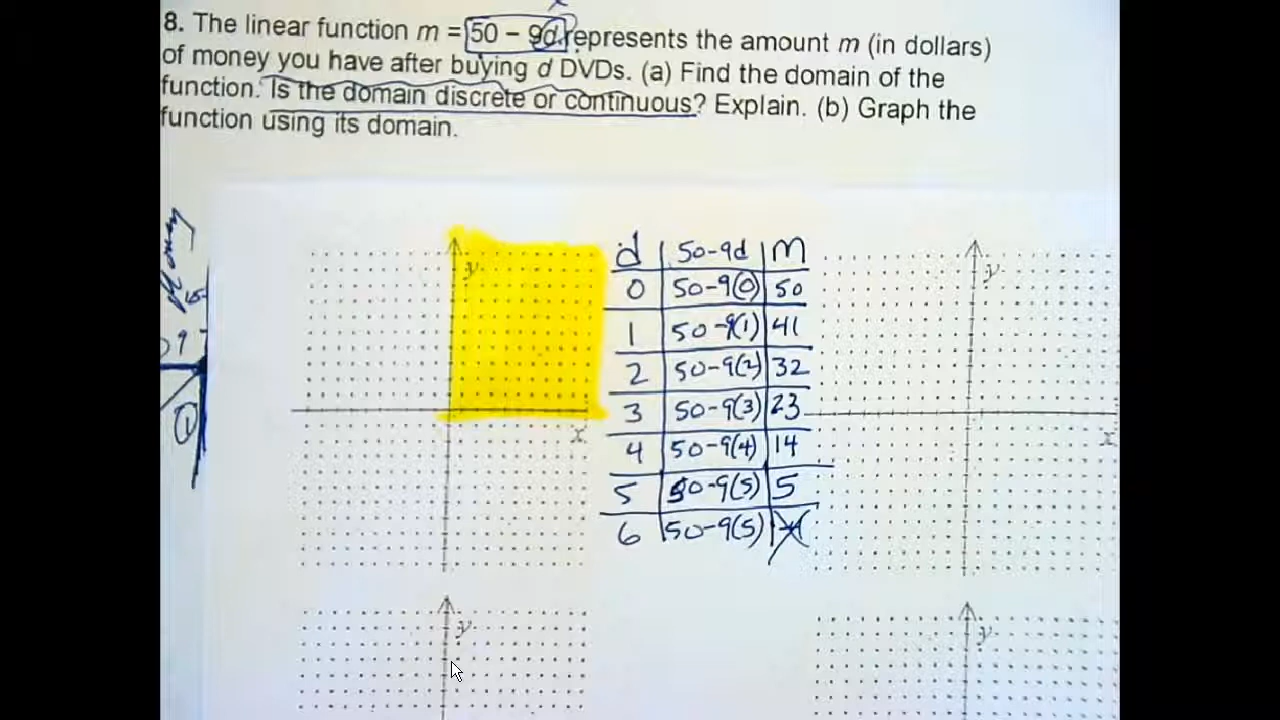 8. The linear function m = 50 – 9d represents the amount m (in dollars)
of money you have after buying d DVDs. (a) Find the domain of the
function. Is the domain discrete or continuous? Explain. (b) Graph the
function using its domain.
d 50-9d m
0 50-9(0) 50
1 50-9(1) 41
2 50-9(2) 32
3 50-9(3) 23
4 50-9(4) 14
5 50-9(5) 5
6 50-9(5)
y
x
y
x
y
y
Money
①